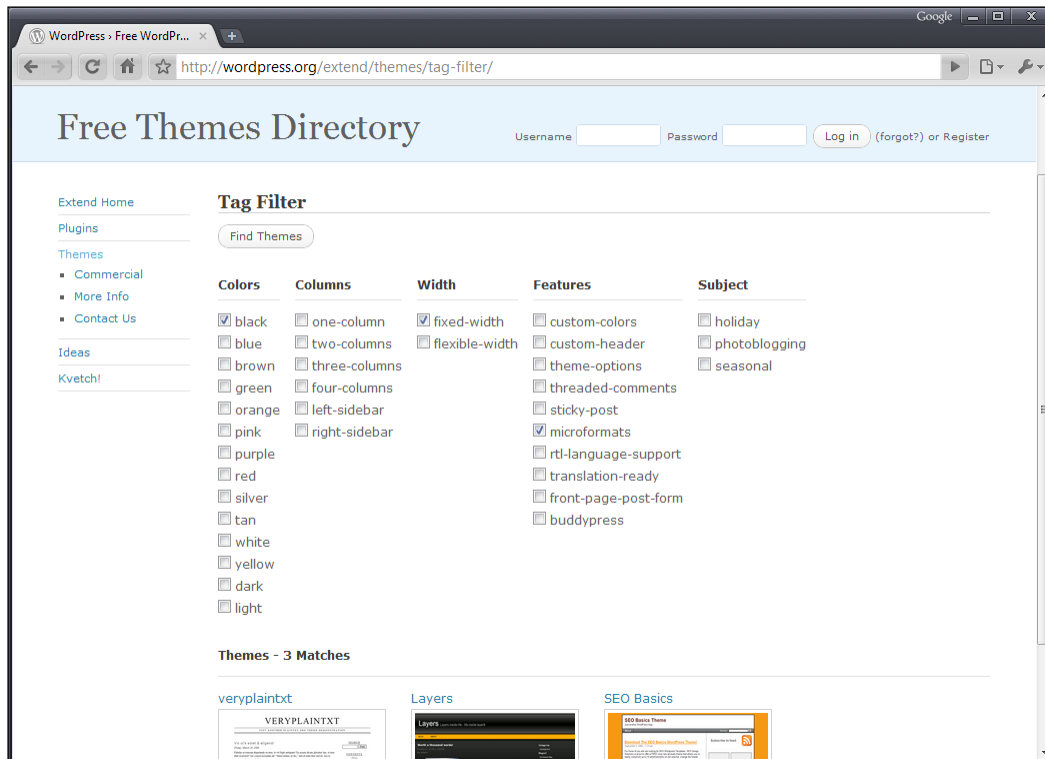 Google
WordPress › Free WordPr...
http://wordpress.org/extend/themes/tag-filter/
Free Themes Directory
Username Password Log in (forgot?) or Register
Extend Home
Plugins
Themes
Commercial
More Info
Contact Us
Ideas
Kvetch!
Tag Filter
Find Themes
Colors
black
blue
brown
green
orange
pink
purple
red
silver
tan
white
yellow
dark
light
Columns
one-column
two-columns
three-columns
four-columns
left-sidebar
right-sidebar
Width
fixed-width
flexible-width
Features
custom-colors
custom-header
theme-options
threaded-comments
sticky-post
microformats
rtl-language-support
translation-ready
front-page-post-form
buddypress
Subject
holiday
photoblogging
seasonal
Themes - 3 Matches
veryplaintxt
VERYPLAINTXT
Layers
Layers
SEO Basics
SEO Basics Theme